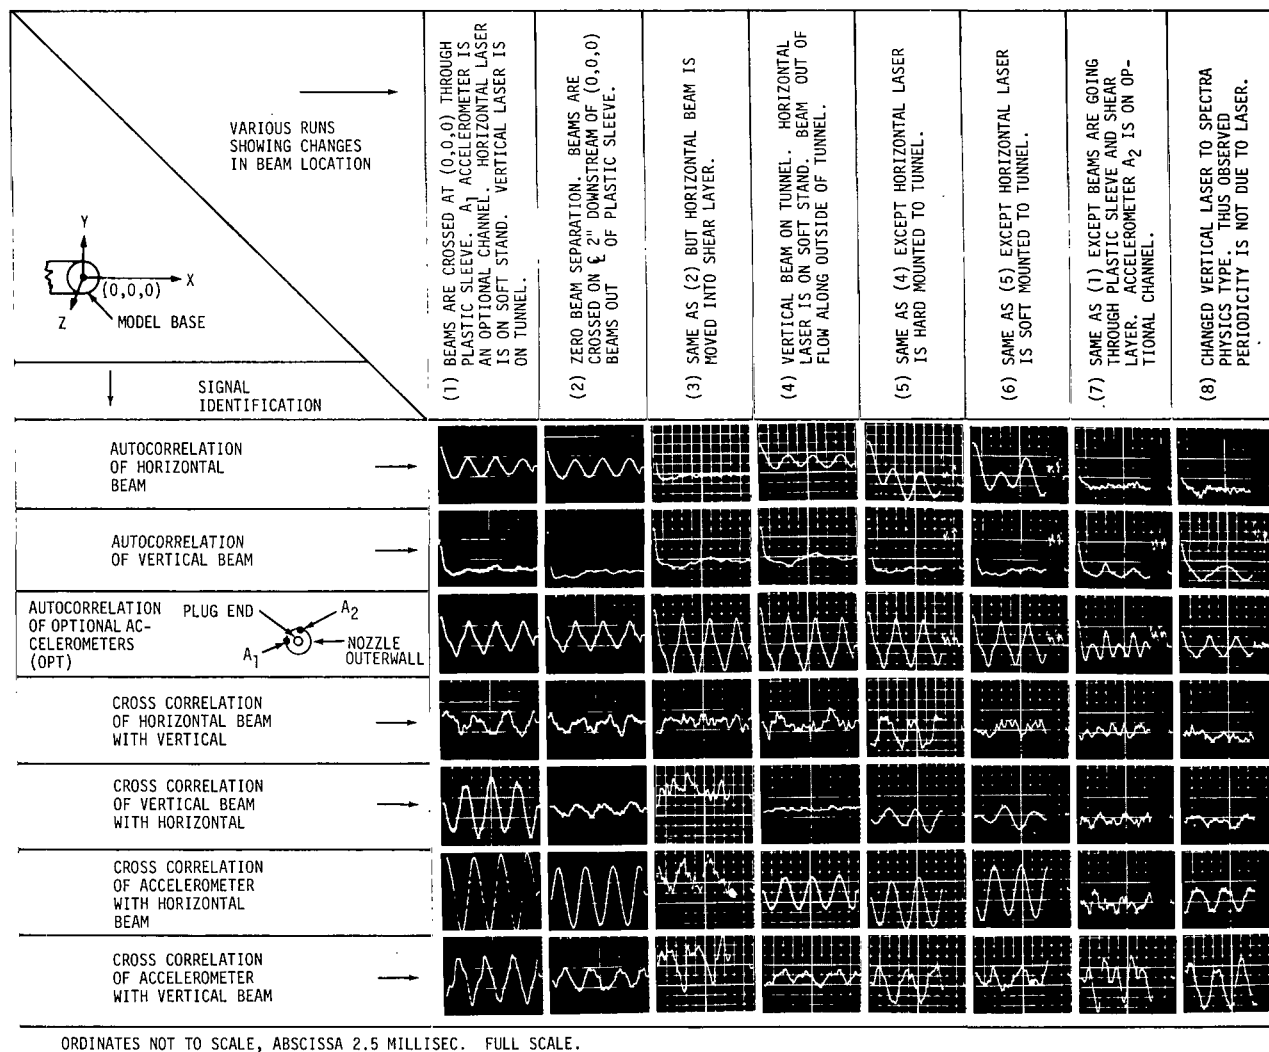 VARIOUS RUNS
SHOWING CHANGES
IN BEAM LOCATION
Y
X
(0,0,0)
Z
MODEL BASE
SIGNAL
IDENTIFICATION
(1) BEAMS ARE CROSSED AT (0,0,0) THROUGH
PLASTIC SLEEVE. A1 ACCELEROMETER IS
AN OPTIONAL CHANNEL. HORIZONTAL LASER
IS ON SOFT STAND. VERTICAL LASER IS
ON TUNNEL.
(2) ZERO BEAM SEPARATION. BEAMS ARE
CROSSED ON ℄ 2" DOWNSTREAM OF (0,0,0)
BEAMS OUT OF PLASTIC SLEEVE.
(3) SAME AS (2) BUT HORIZONTAL BEAM IS
MOVED INTO SHEAR LAYER.
(4) VERTICAL BEAM ON TUNNEL. HORIZONTAL
LASER IS ON SOFT STAND. BEAM OUT OF
FLOW ALONG OUTSIDE OF TUNNEL.
(5) SAME AS (4) EXCEPT HORIZONTAL LASER
IS HARD MOUNTED TO TUNNEL.
(6) SAME AS (5) EXCEPT HORIZONTAL LASER
IS SOFT MOUNTED TO TUNNEL.
(7) SAME AS (1) EXCEPT BEAMS ARE GOING
THROUGH PLASTIC SLEEVE AND SHEAR
LAYER. ACCELEROMETER A2 IS ON OP-
TIONAL CHANNEL.
(8) CHANGED VERTICAL LASER TO SPECTRA
PHYSICS TYPE. THUS OBSERVED
PERIODICITY IS NOT DUE TO LASER.
AUTOCORRELATION
OF HORIZONTAL
BEAM
AUTOCORRELATION
OF VERTICAL BEAM
AUTOCORRELATION
OF OPTIONAL AC-
CELEROMETERS
(OPT)
PLUG END
A2
A1
NOZZLE
OUTERWALL
CROSS CORRELATION
OF HORIZONTAL BEAM
WITH VERTICAL
CROSS CORRELATION
OF VERTICAL BEAM
WITH HORIZONTAL
CROSS CORRELATION
OF ACCELEROMETER
WITH HORIZONTAL
BEAM
CROSS CORRELATION
OF ACCELEROMETER
WITH VERTICAL BEAM
ORDINATES NOT TO SCALE, ABSCISSA 2.5 MILLISEC. FULL SCALE.